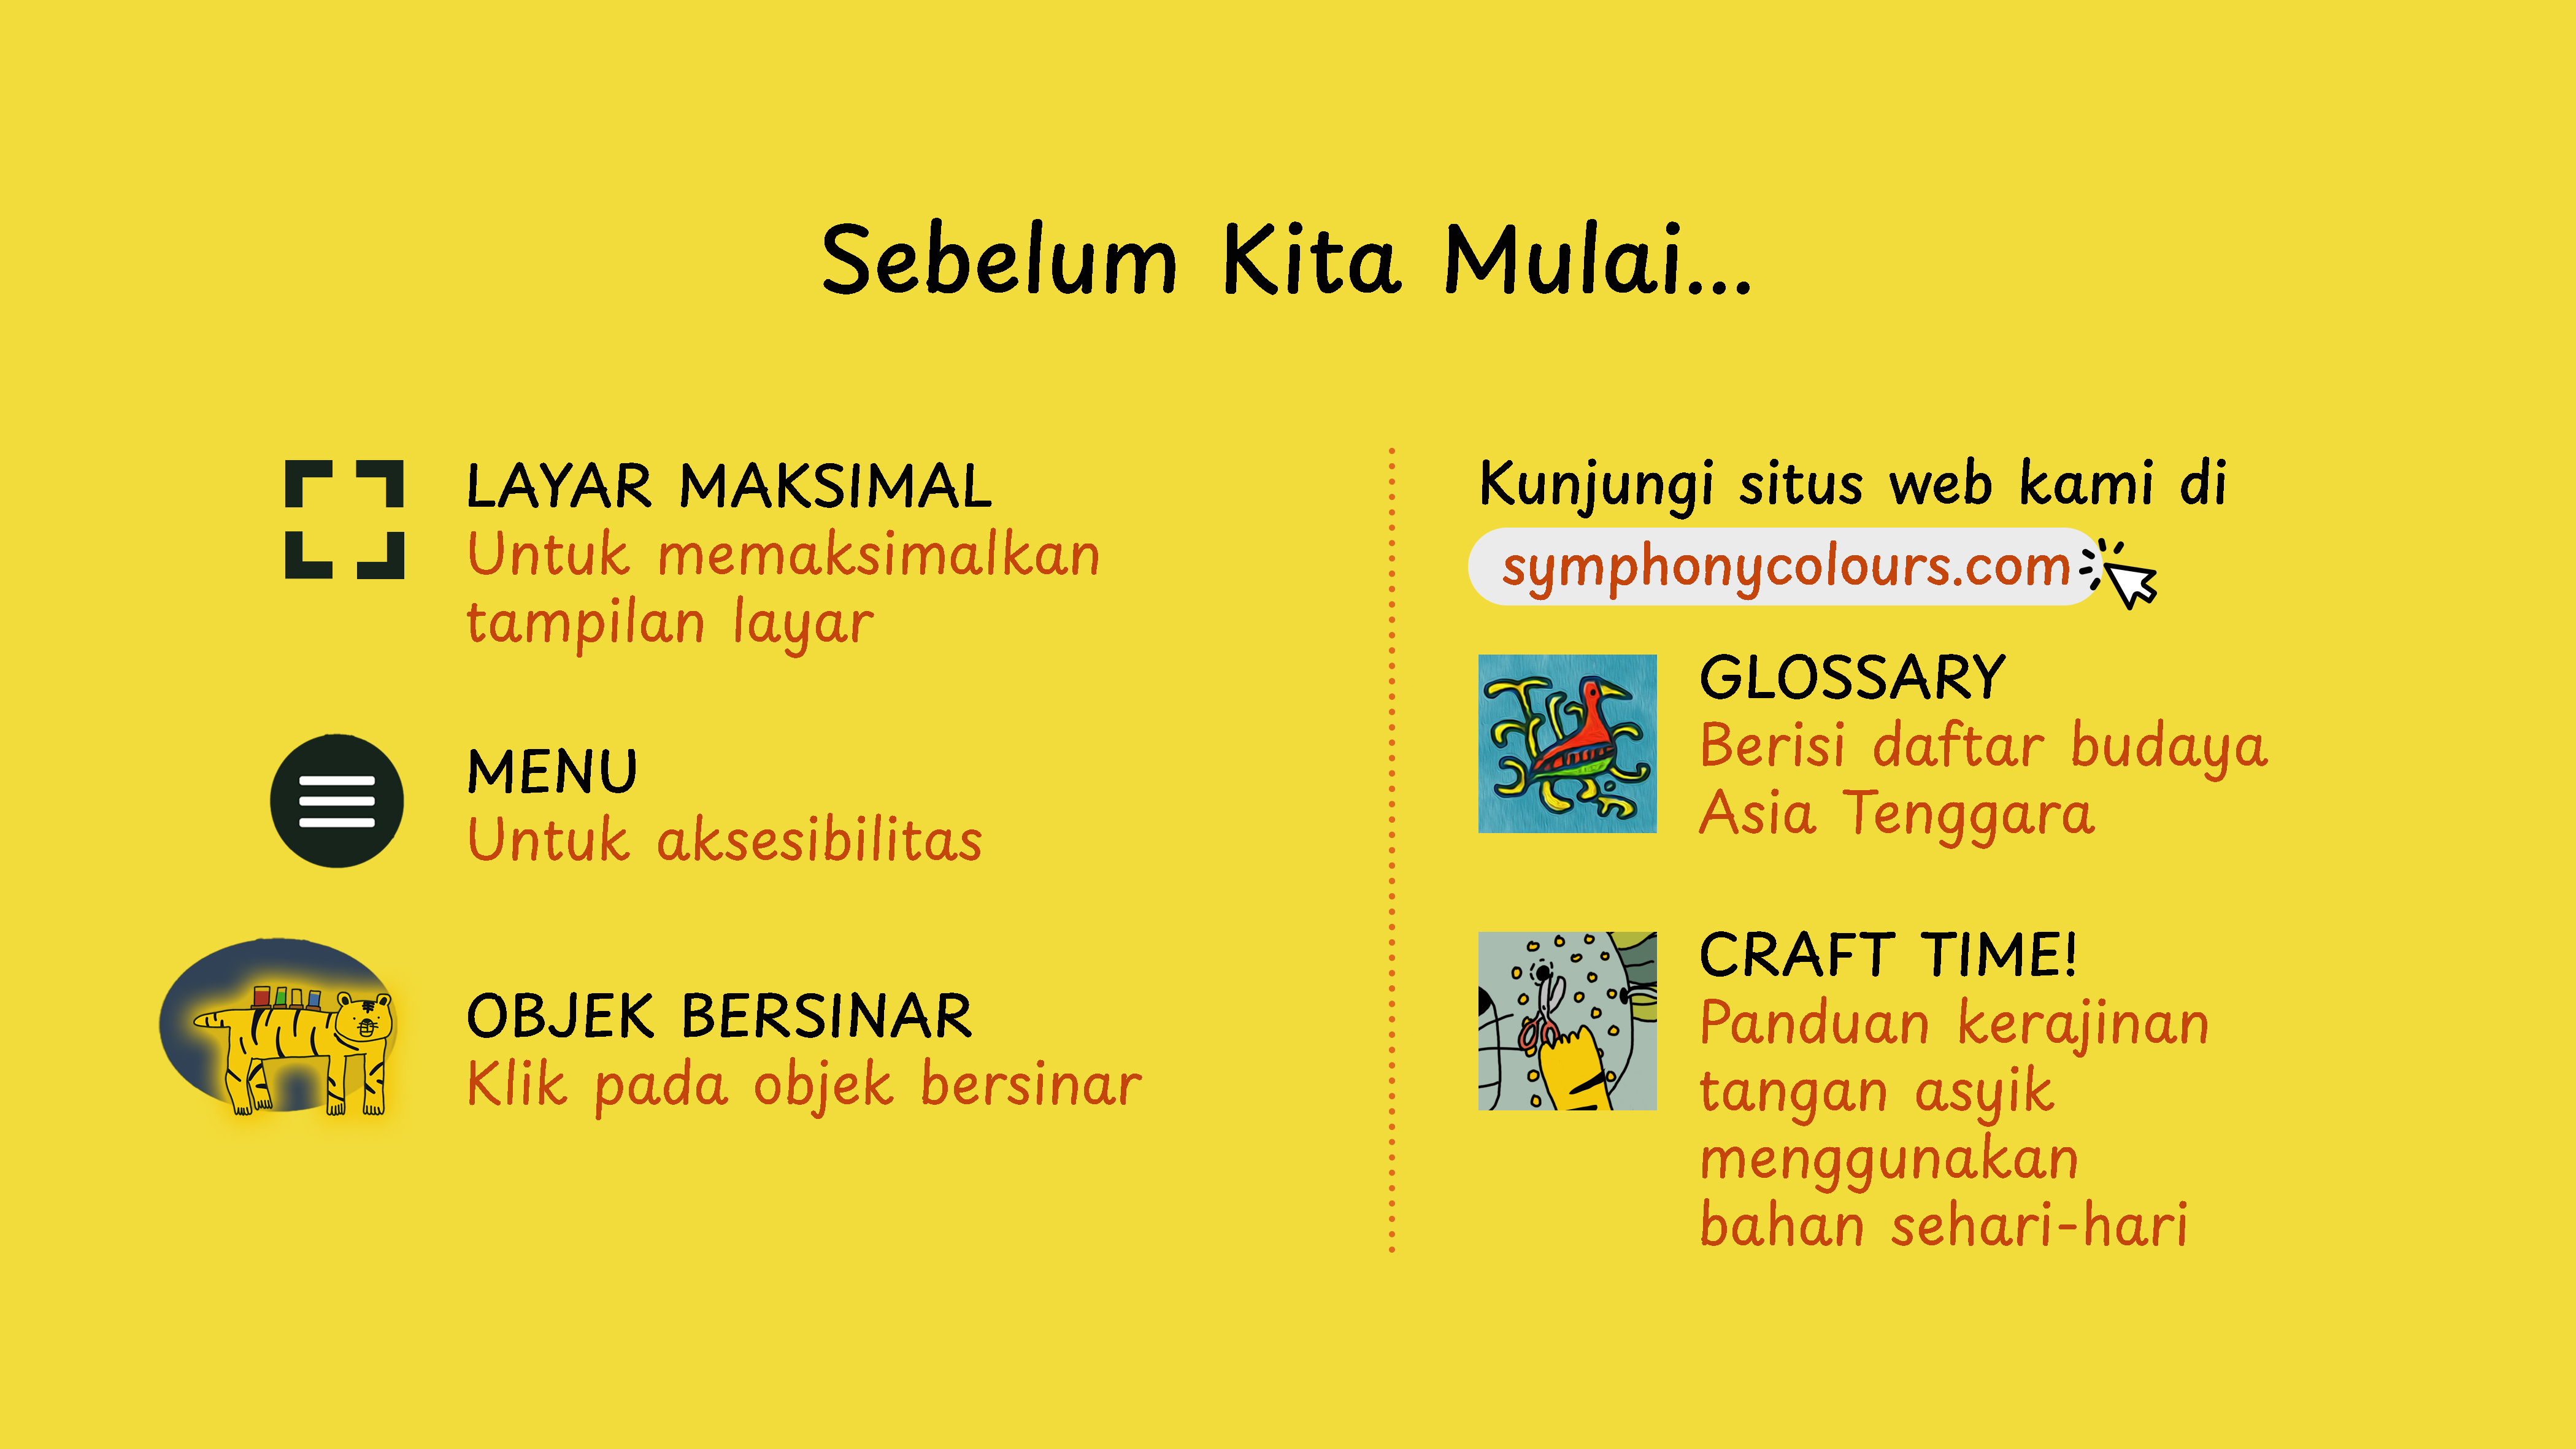 Sebelum Kita Mulai...
LAYAR MAKSIMAL
Untuk memaksimalkan
tampilan layar
MENU
Untuk aksesibilitas
OBJEK BERSINAR
Klik pada objek bersinar
Kunjungi situs web kami di
symphonycolours.com
GLOSSARY
Berisi daftar budaya
Asia Tenggara
CRAFT TIME!
Panduan kerajinan
tangan asyik
menggunakan
bahan sehari-hari